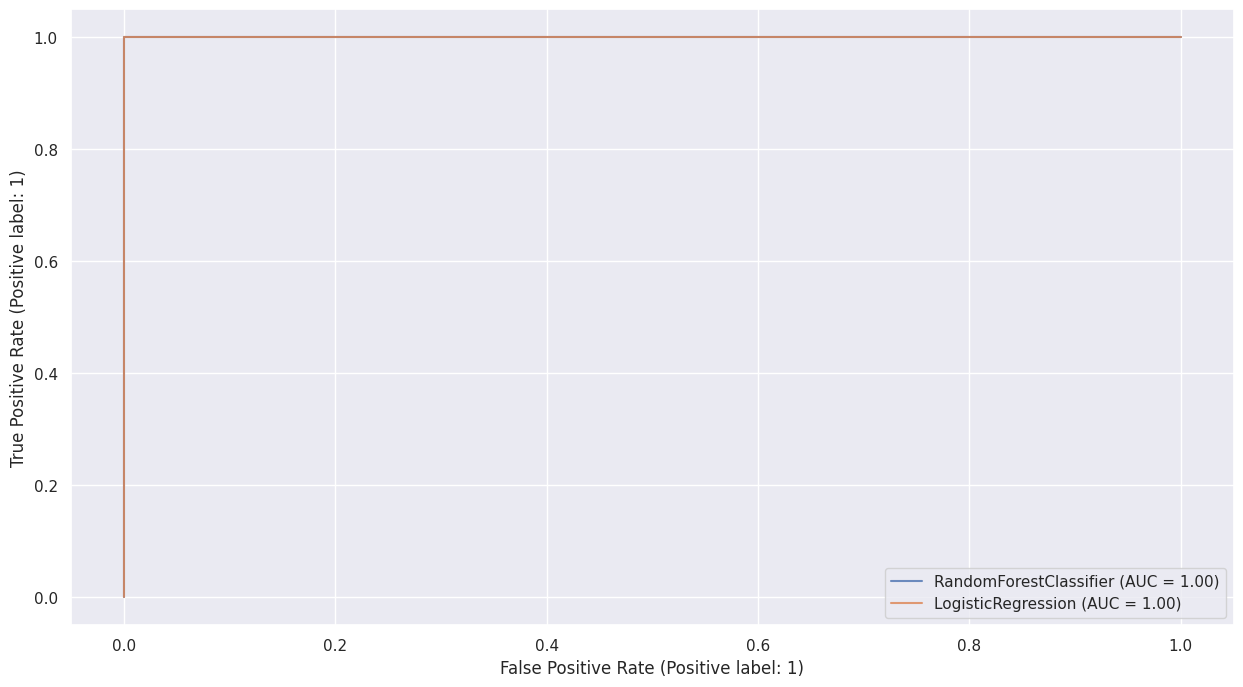 1.0
0.8
0.6
0.4
0.2
0.0
True Positive Rate (Positive label: 1)
RandomForestClassifier (AUC = 1.00)
LogisticRegression (AUC = 1.00)
0.0 0.2 0.4 0.6 0.8 1.0
False Positive Rate (Positive label: 1)